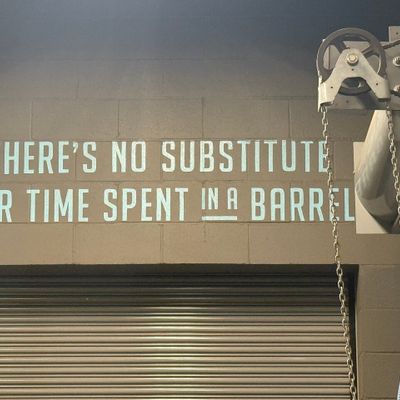 HERE'S NO SUBSTITUTE
R TIME SPENT IN A BARREL